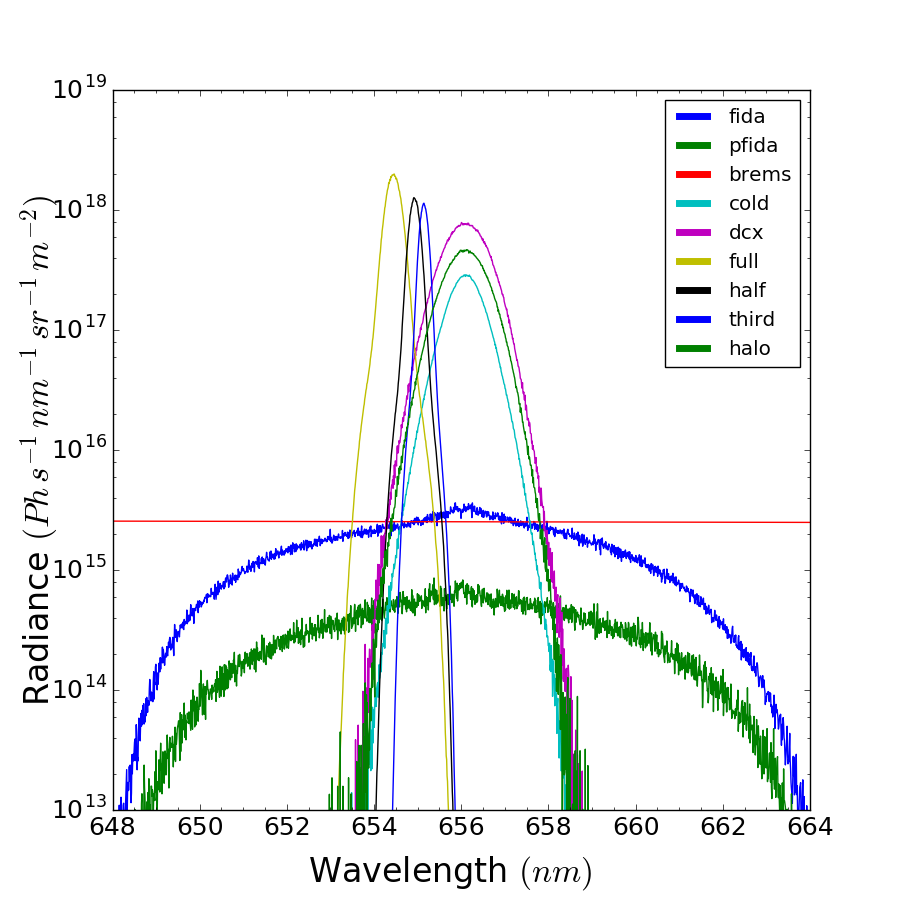 10^19
10^18
10^17
10^16
10^15
10^14
10^13
Radiance (Ph s^−1 nm^−1 sr^−1 m^−2)
fida
pfida
brems
cold
dcx
full
half
third
halo
648 650 652 654 656 658 660 662 664
Wavelength (nm)